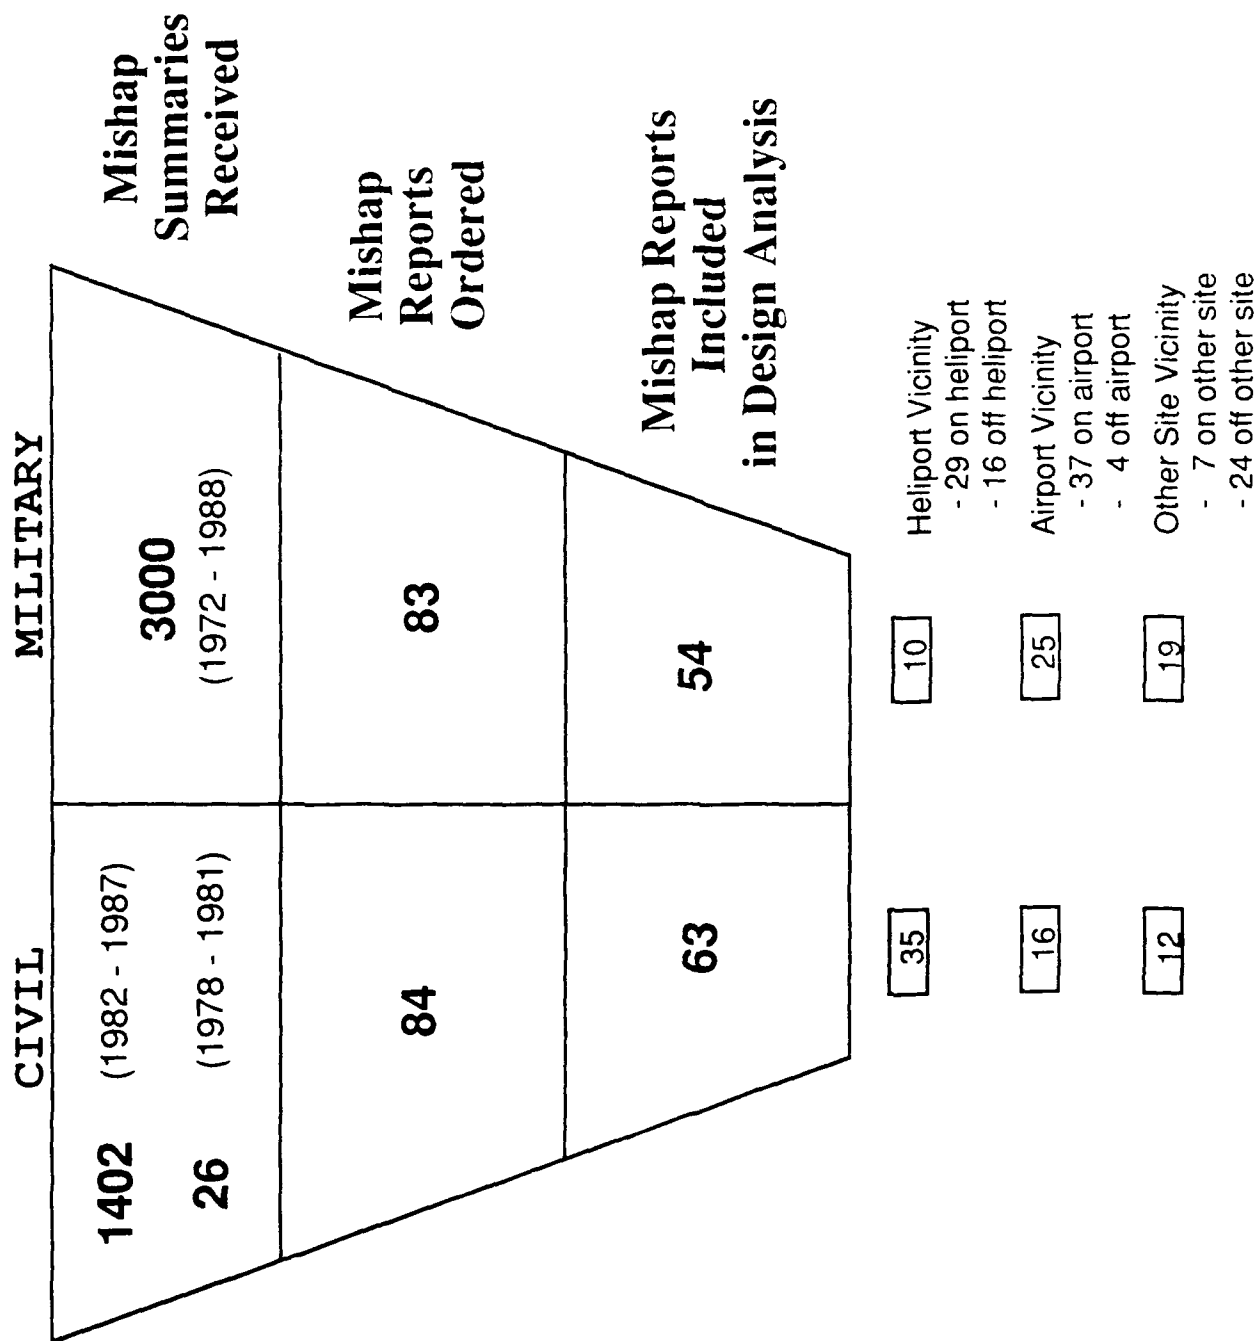 CIVIL
MILITARY
1402 (1982 - 1987)
26 (1978 - 1981)
3000
(1972 - 1988)
Mishap
Summaries
Received
84
83
Mishap
Reports
Ordered
63
54
Mishap Reports
Included
in Design Analysis
35
10
Heliport Vicinity
- 29 on heliport
- 16 off heliport
16
25
Airport Vicinity
- 37 on airport
- 4 off airport
12
19
Other Site Vicinity
- 7 on other site
- 24 off other site